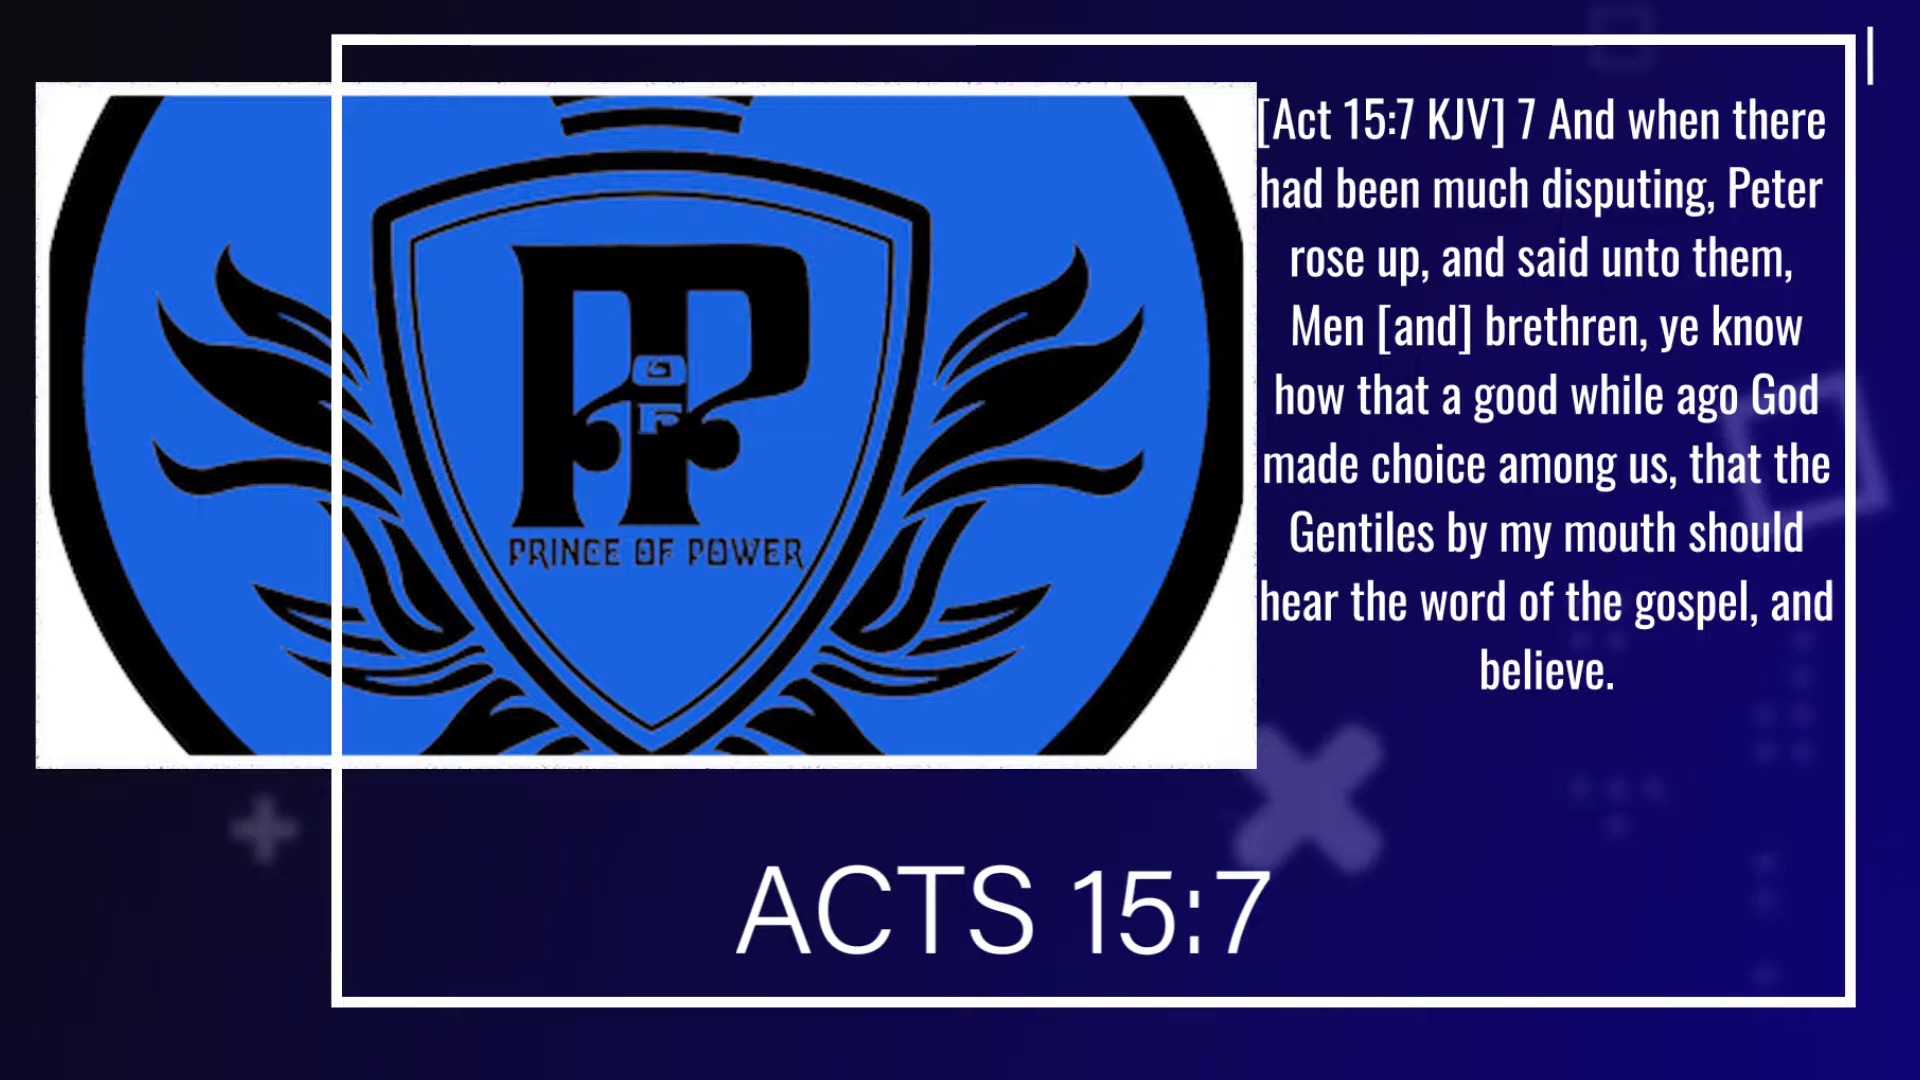 P P
OF
PRINCE OF POWER
[Act 15:7 KJV] 7 And when there
had been much disputing, Peter
rose up, and said unto them,
Men [and] brethren, ye know
how that a good while ago God
made choice among us, that the
Gentiles by my mouth should
hear the word of the gospel, and
believe.
ACTS 15:7